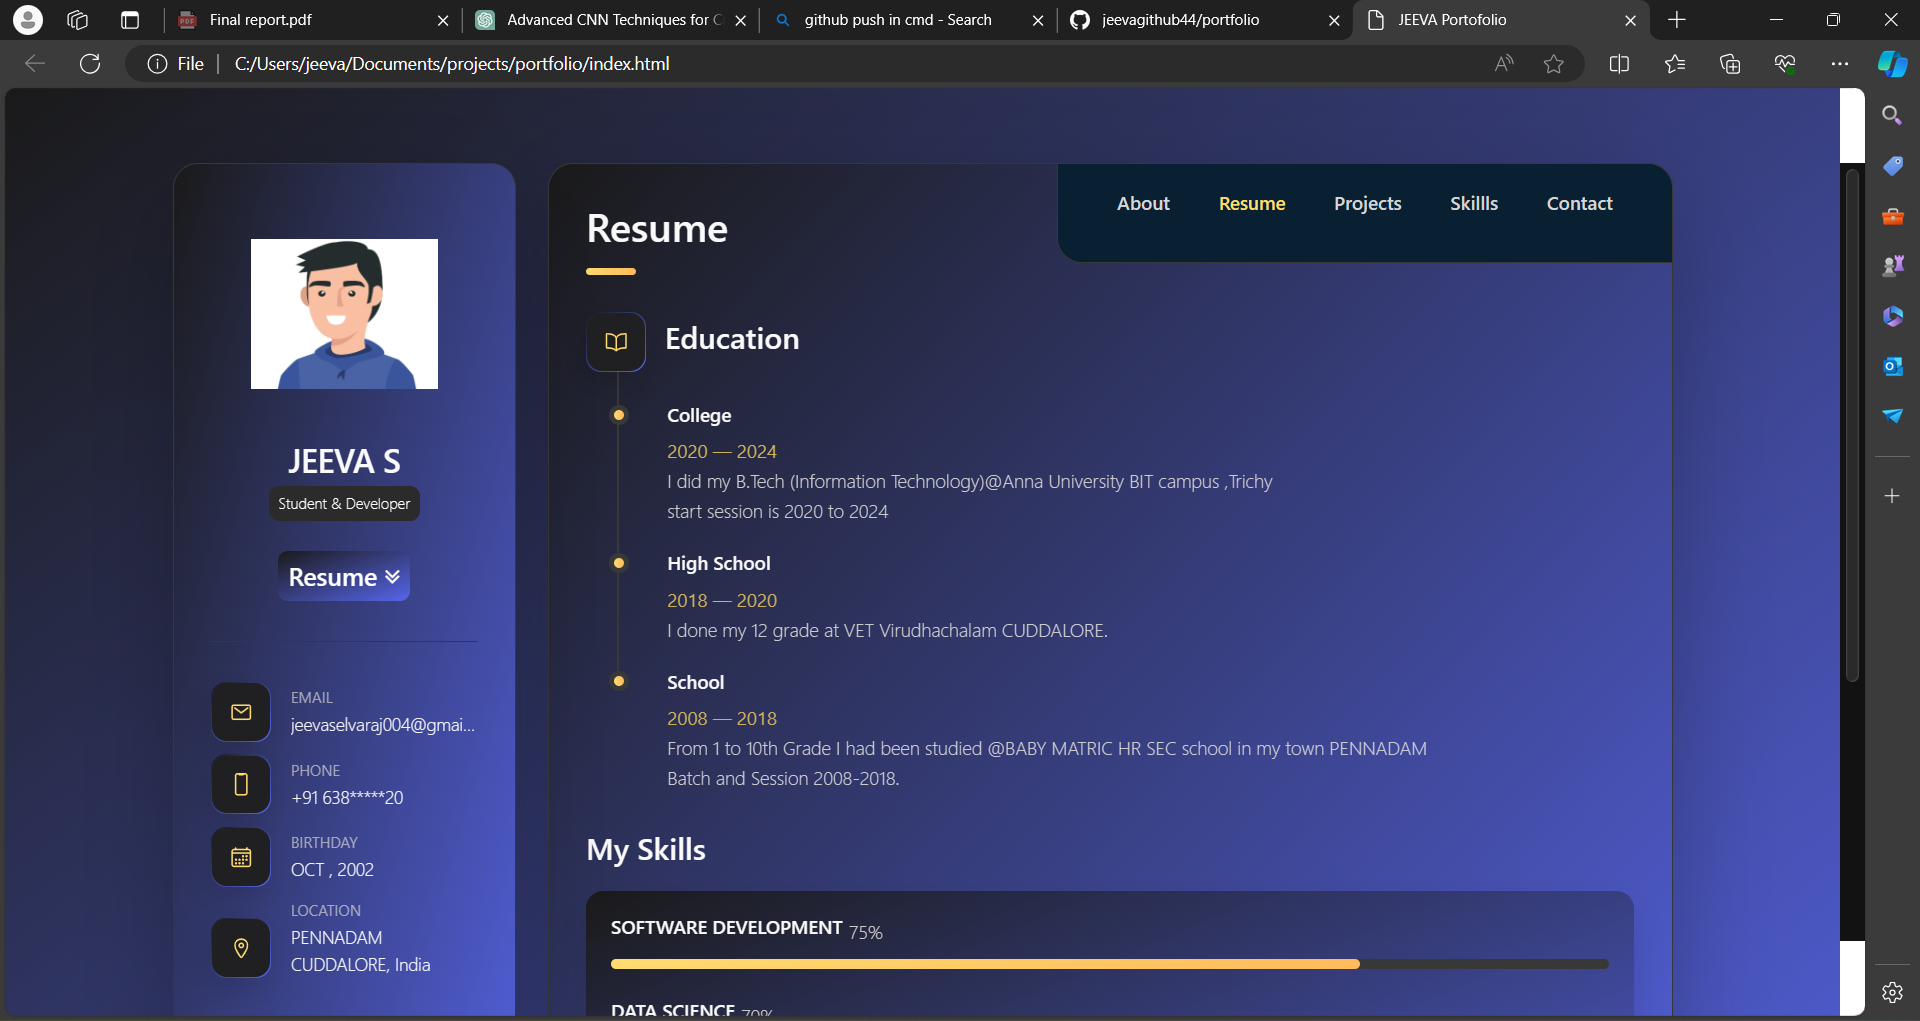 Final report.pdf
Advanced CNN Techniques for C
github push in cmd - Search
jeevagithub44/portfolio
JEEVA Portofolio
File
C:/Users/jeeva/Documents/projects/portfolio/index.html
About
Resume
Projects
Skillls
Contact
JEEVA S
Student & Developer
Resume
EMAIL
jeevaselvaraj004@gmai...
PHONE
+91 638*****20
BIRTHDAY
OCT , 2002
LOCATION
PENNADAM
CUDDALORE, India
Resume
Education
College
2020 — 2024
I did my B.Tech (Information Technology)@Anna University BIT campus ,Trichy
start session is 2020 to 2024
High School
2018 — 2020
I done my 12 grade at VET Virudhachalam CUDDALORE.
School
2008 — 2018
From 1 to 10th Grade I had been studied @BABY MATRIC HR SEC school in my town PENNADAM
Batch and Session 2008-2018.
My Skills
SOFTWARE DEVELOPMENT 75%
DATA SCIENCE 70%